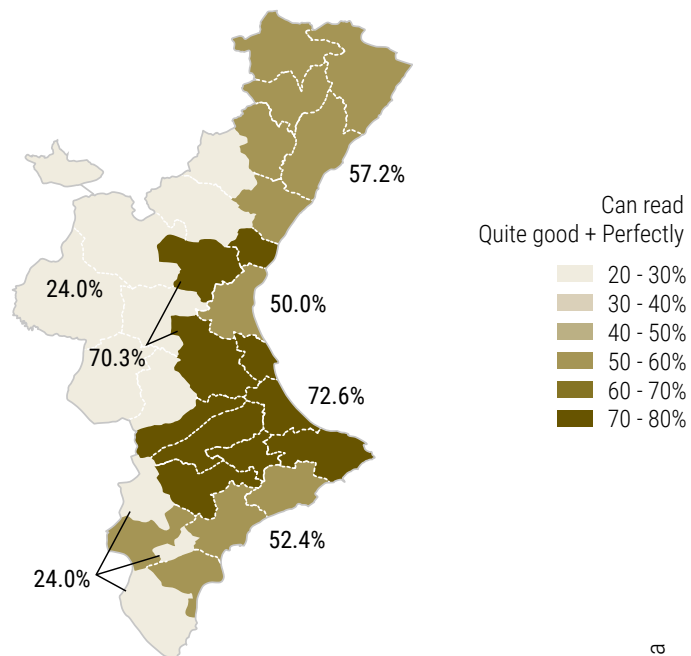 57.2%
Can read
Quite good + Perfectly
20 - 30%
30 - 40%
40 - 50%
50 - 60%
60 - 70%
70 - 80%
24.0%
50.0%
70.3%
72.6%
52.4%
24.0%
a